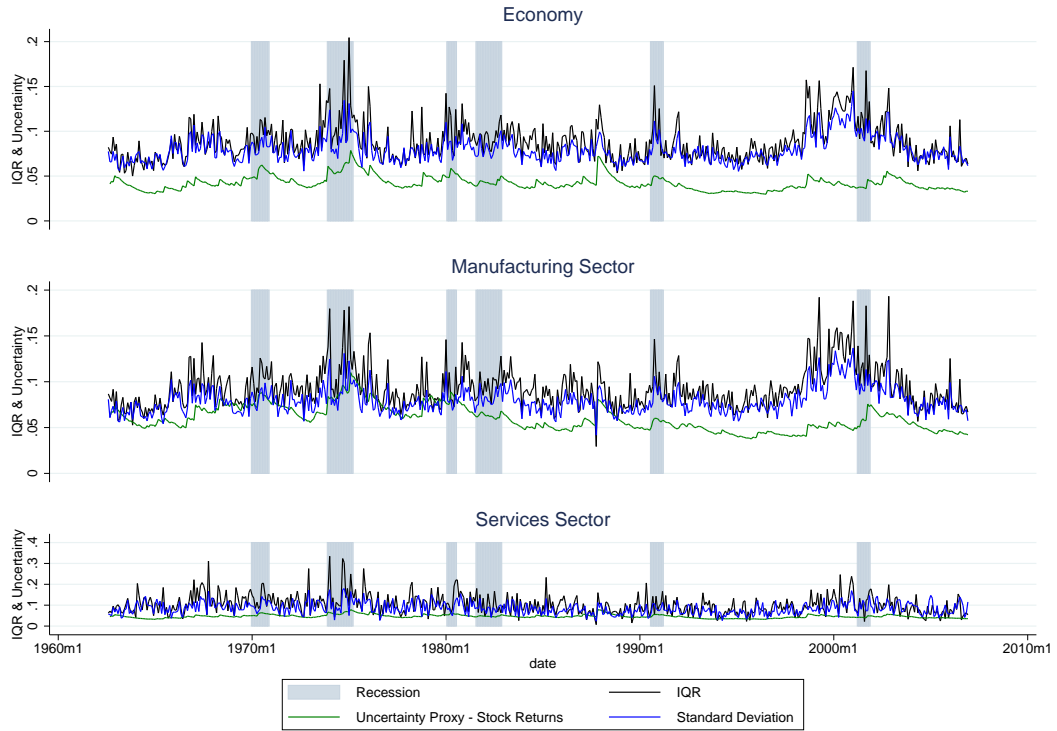 Economy
IQR & Uncertainty
.2
.15
.1
.05
0
Manufacturing Sector
IQR & Uncertainty
.2
.15
.1
.05
0
Services Sector
IQR & Uncertainty
.4
.3
.2
.1
0
1960m1 1970m1 1980m1 1990m1 2000m1 2010m1
date
Recession IQR
Uncertainty Proxy - Stock Returns Standard Deviation